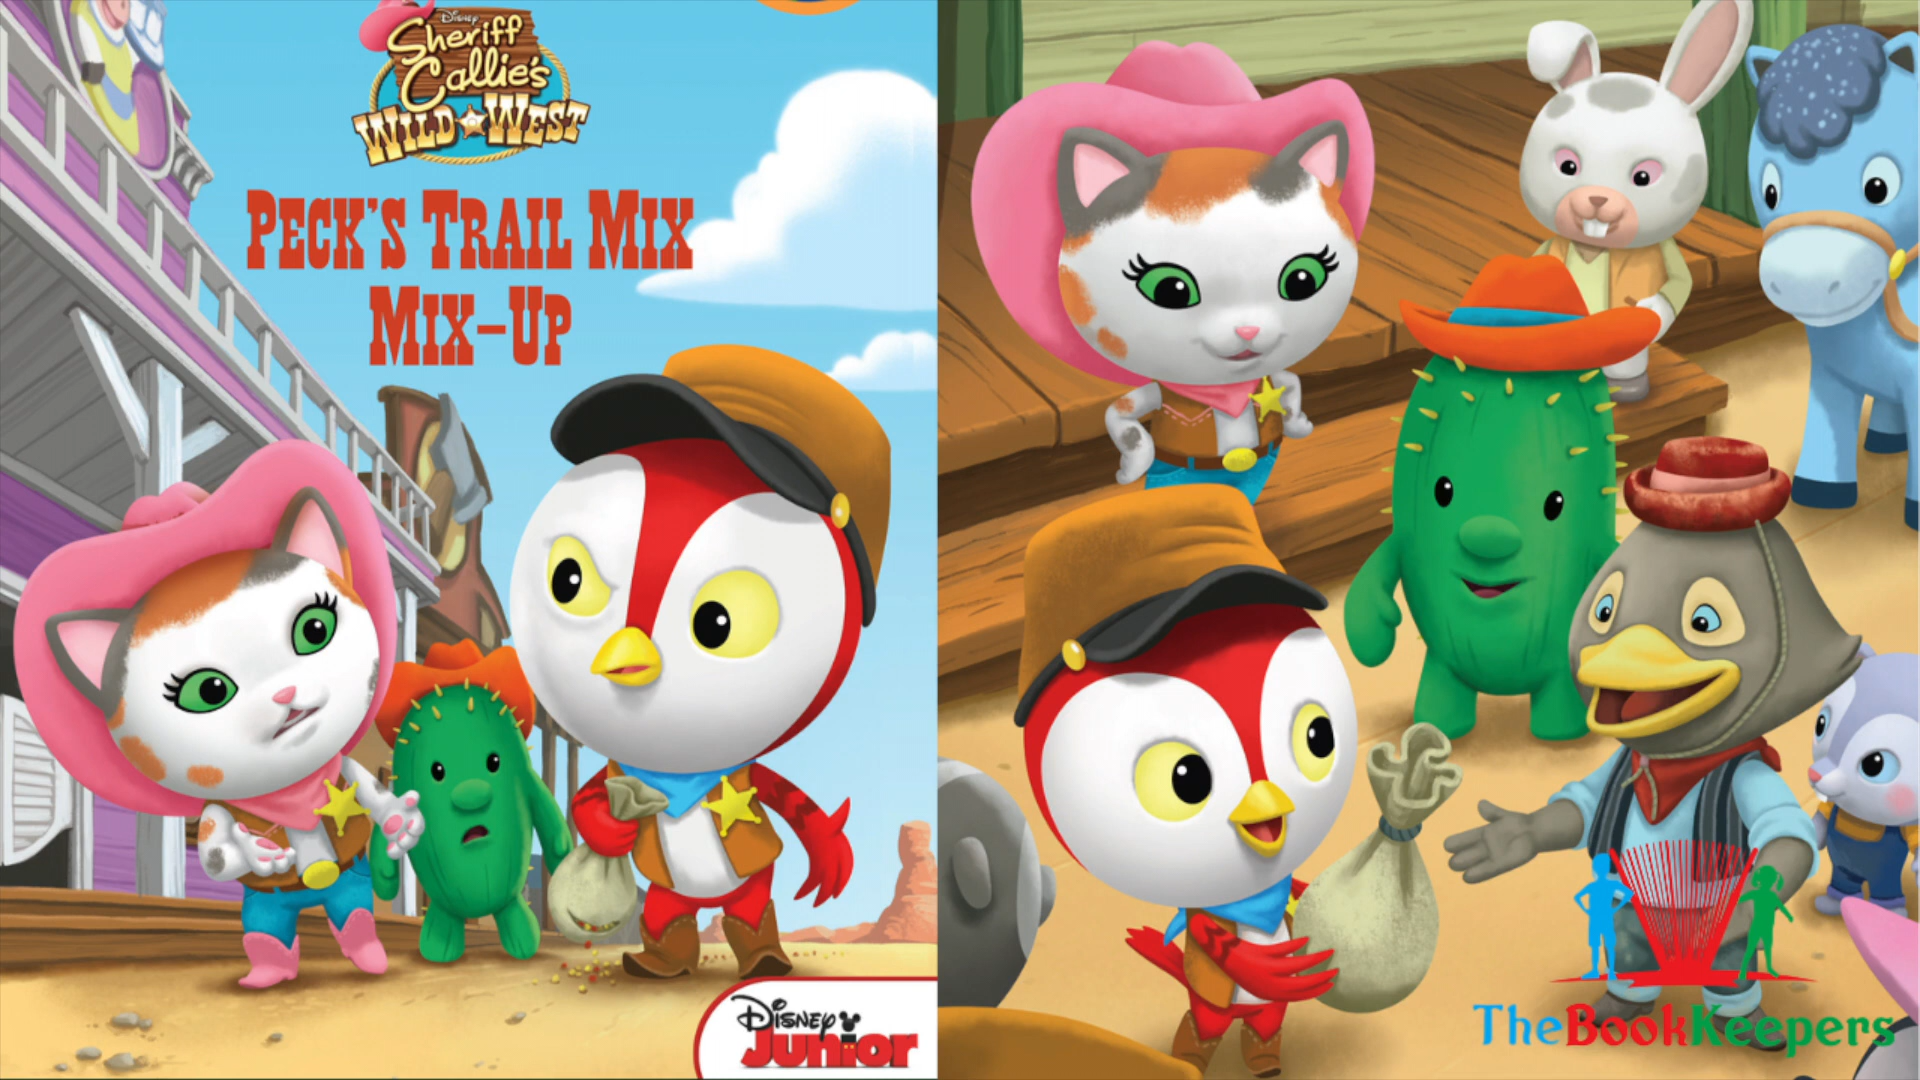 Disney
Sheriff
Callie's
WILD WEST
PECK'S TRAIL MIX
MIX-UP
DISNEY
Junior
TheBookKeepers